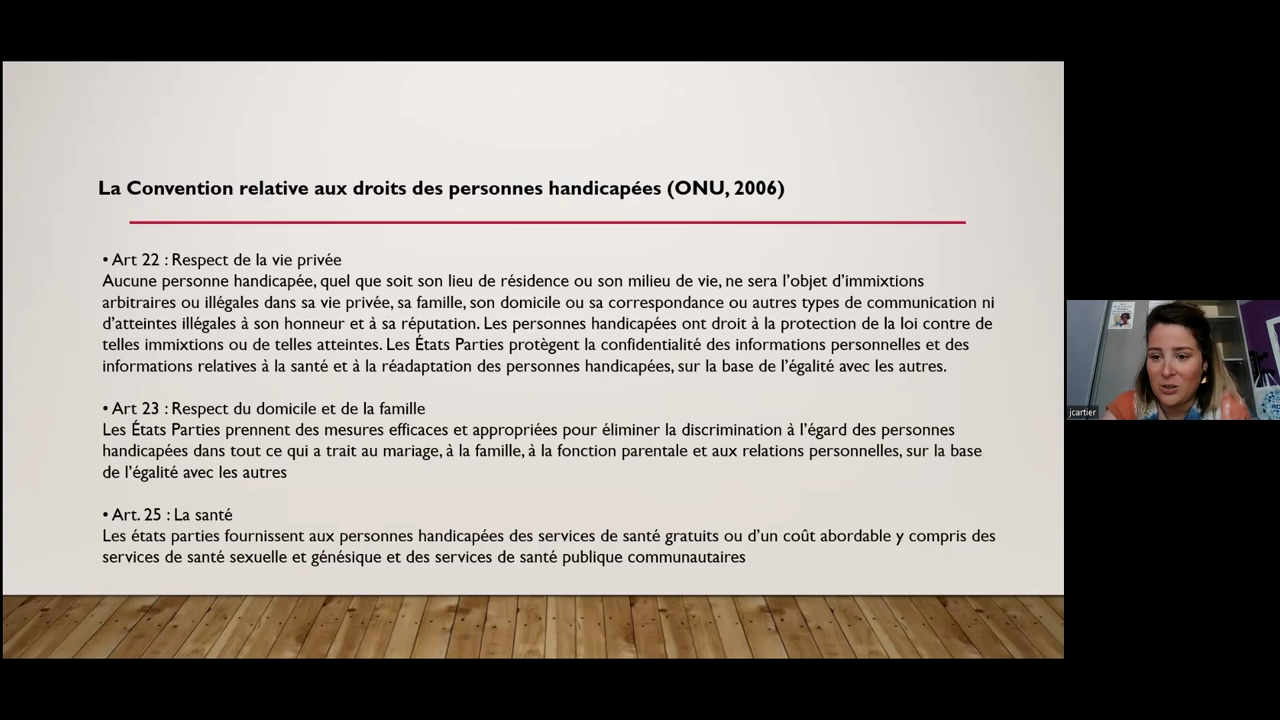 La Convention relative aux droits des personnes handicapées (ONU, 2006)
• Art 22 : Respect de la vie privée
Aucune personne handicapée, quel que soit son lieu de résidence ou son milieu de vie, ne sera l’objet d’immixtions
arbitraires ou illégales dans sa vie privée, sa famille, son domicile ou sa correspondance ou autres types de communication ni
d’atteintes illégales à son honneur et à sa réputation. Les personnes handicapées ont droit à la protection de la loi contre de
telles immixtions ou de telles atteintes. Les États Parties protègent la confidentialité des informations personnelles et des
informations relatives à la santé et à la réadaptation des personnes handicapées, sur la base de l’égalité avec les autres.
• Art 23 : Respect du domicile et de la famille
Les États Parties prennent des mesures efficaces et appropriées pour éliminer la discrimination à l’égard des personnes
handicapées dans tout ce qui a trait au mariage, à la famille, à la fonction parentale et aux relations personnelles, sur la base
de l’égalité avec les autres
• Art. 25 : La santé
Les états parties fournissent aux personnes handicapées des services de santé gratuits ou d’un coût abordable y compris des
services de santé sexuelle et génésique et des services de santé publique communautaires
jcartier